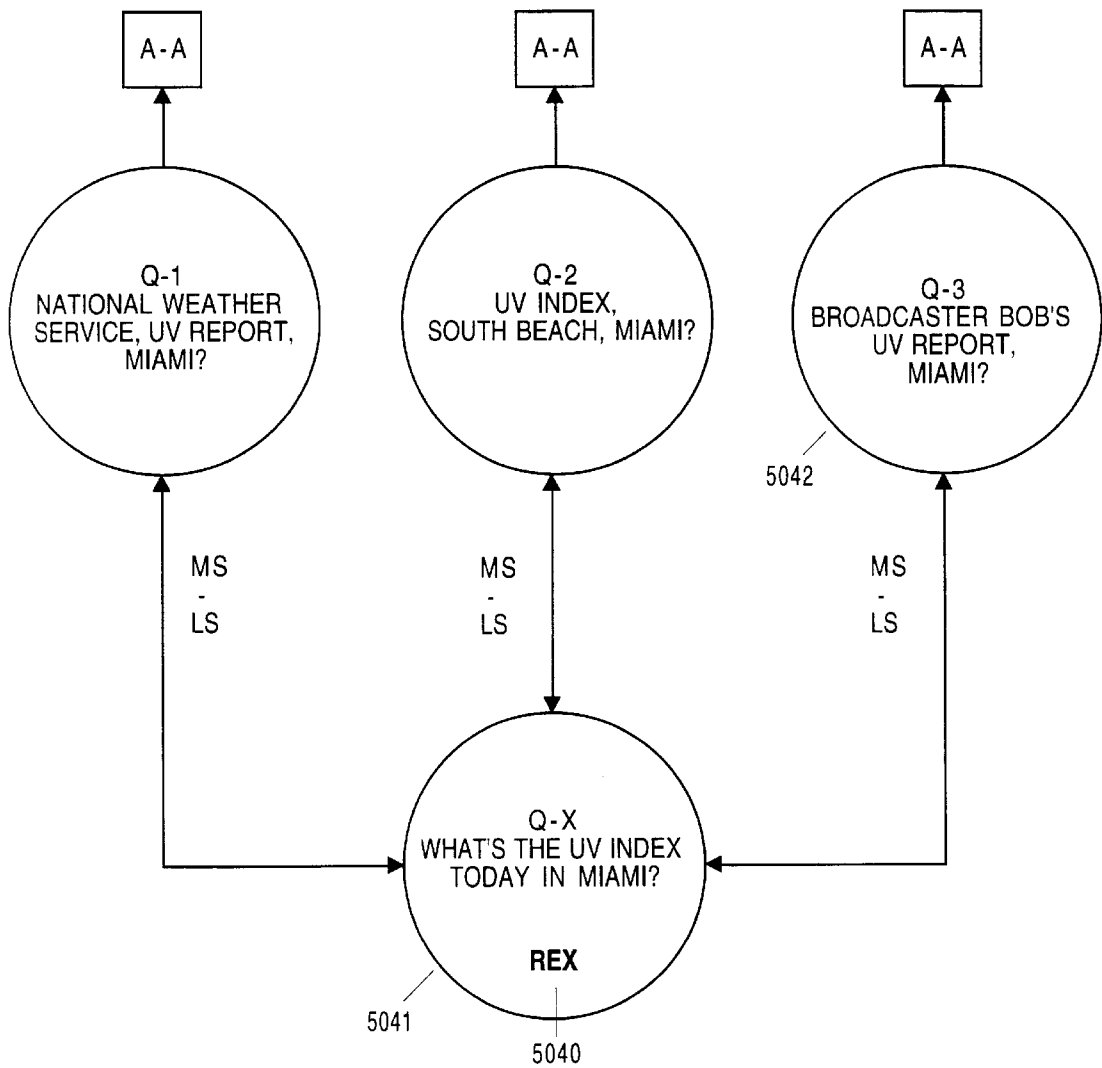 A-A
A-A
A-A
Q-1
NATIONAL WEATHER
SERVICE, UV REPORT,
MIAMI?
Q-2
UV INDEX,
SOUTH BEACH, MIAMI?
Q-3
BROADCASTER BOB'S
UV REPORT,
MIAMI?
5042
MS
-
LS
MS
-
LS
MS
-
LS
Q-X
WHAT'S THE UV INDEX
TODAY IN MIAMI?
REX
5041
5040